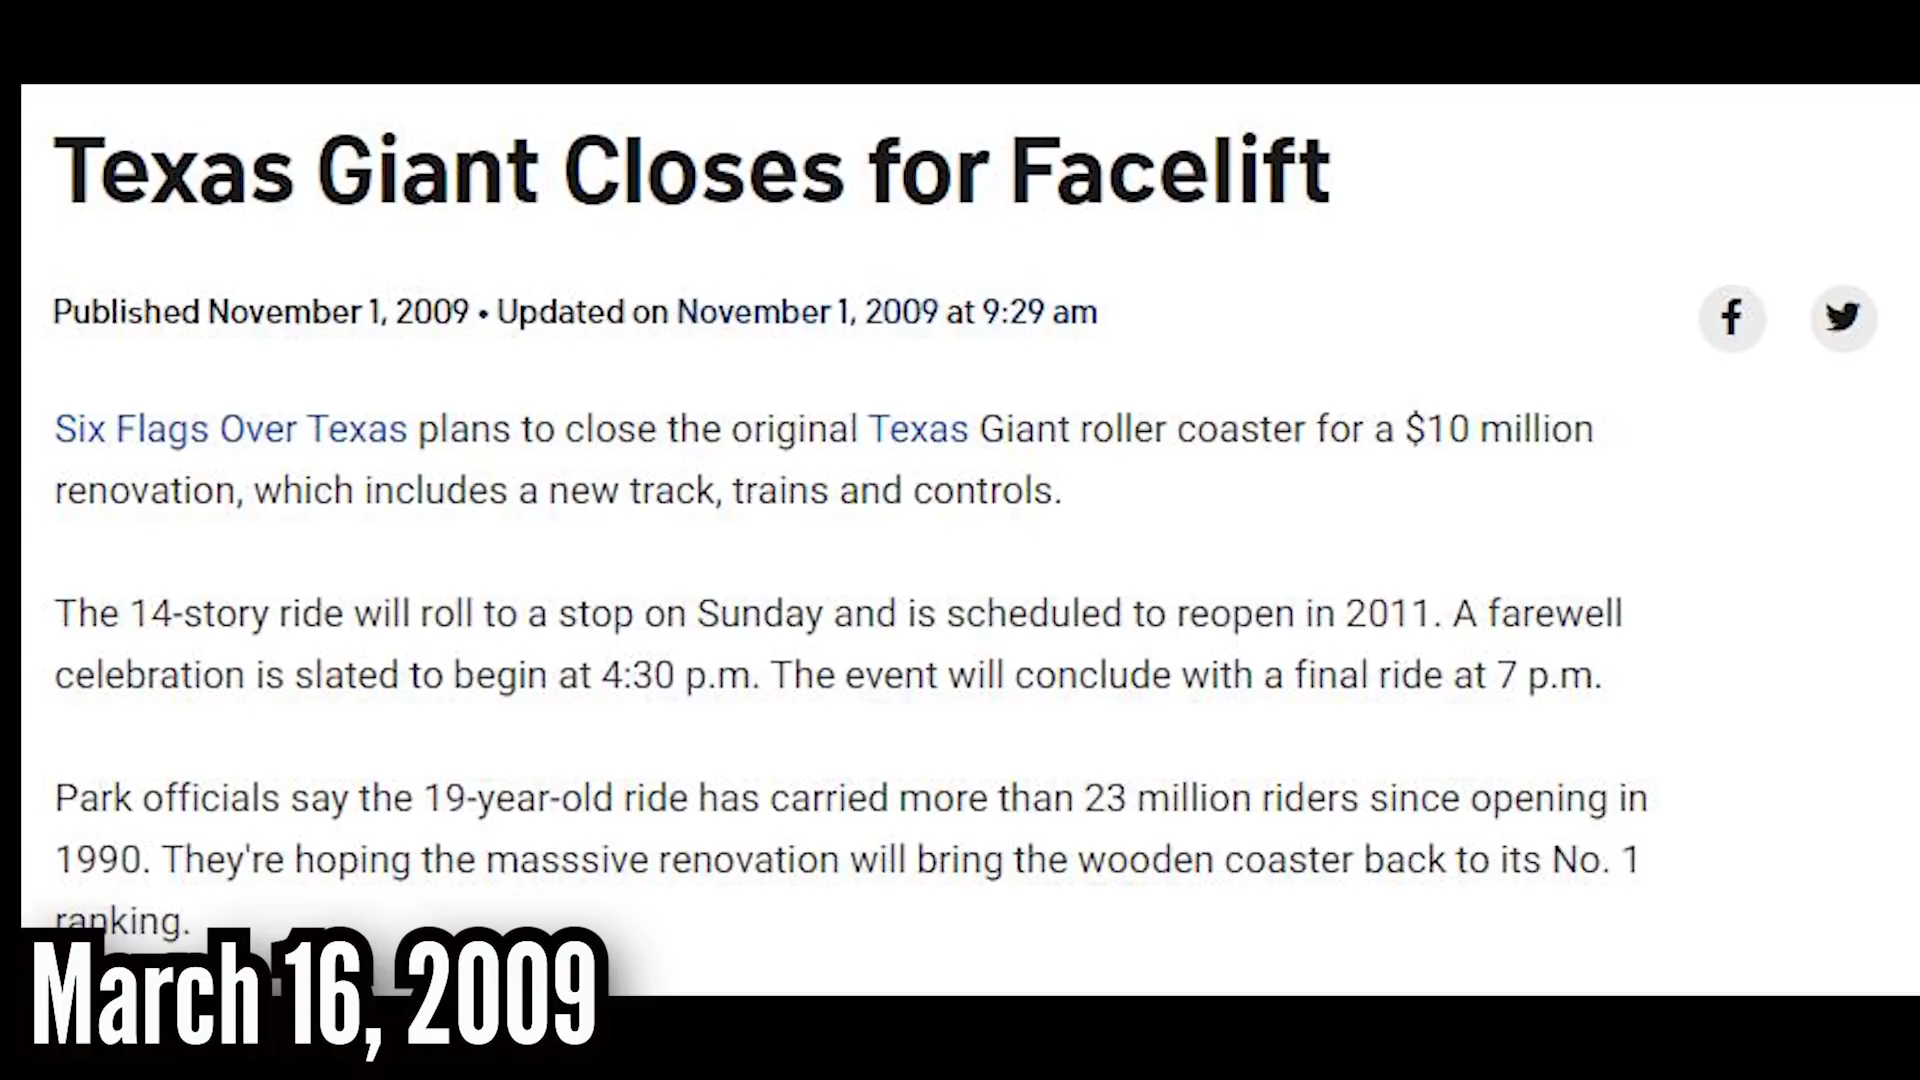 Texas Giant Closes for Facelift
Published November 1, 2009 • Updated on November 1, 2009 at 9:29 am
Six Flags Over Texas plans to close the original Texas Giant roller coaster for a $10 million
renovation, which includes a new track, trains and controls.
The 14-story ride will roll to a stop on Sunday and is scheduled to reopen in 2011. A farewell
celebration is slated to begin at 4:30 p.m. The event will conclude with a final ride at 7 p.m.
Park officials say the 19-year-old ride has carried more than 23 million riders since opening in
1990. They're hoping the masssive renovation will bring the wooden coaster back to its No. 1
ranking.
March 16, 2009